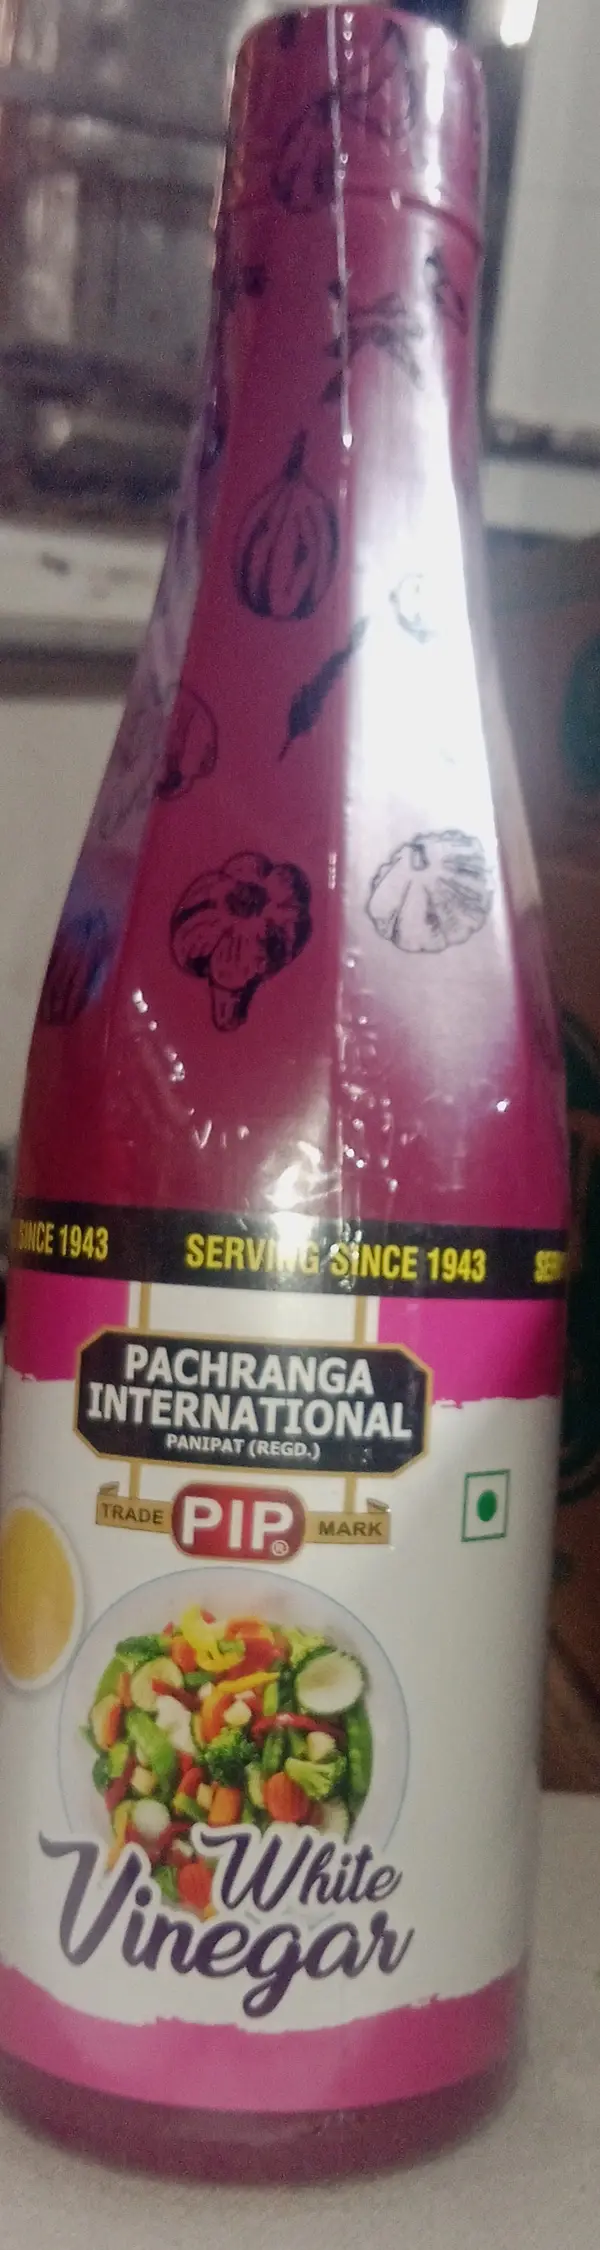 SINCE 1943 SERVING SINCE 1943
PACHRANGA
INTERNATIONAL
PANIPAT (REGD.)
TRADE PIP® MARK
White
Vinegar